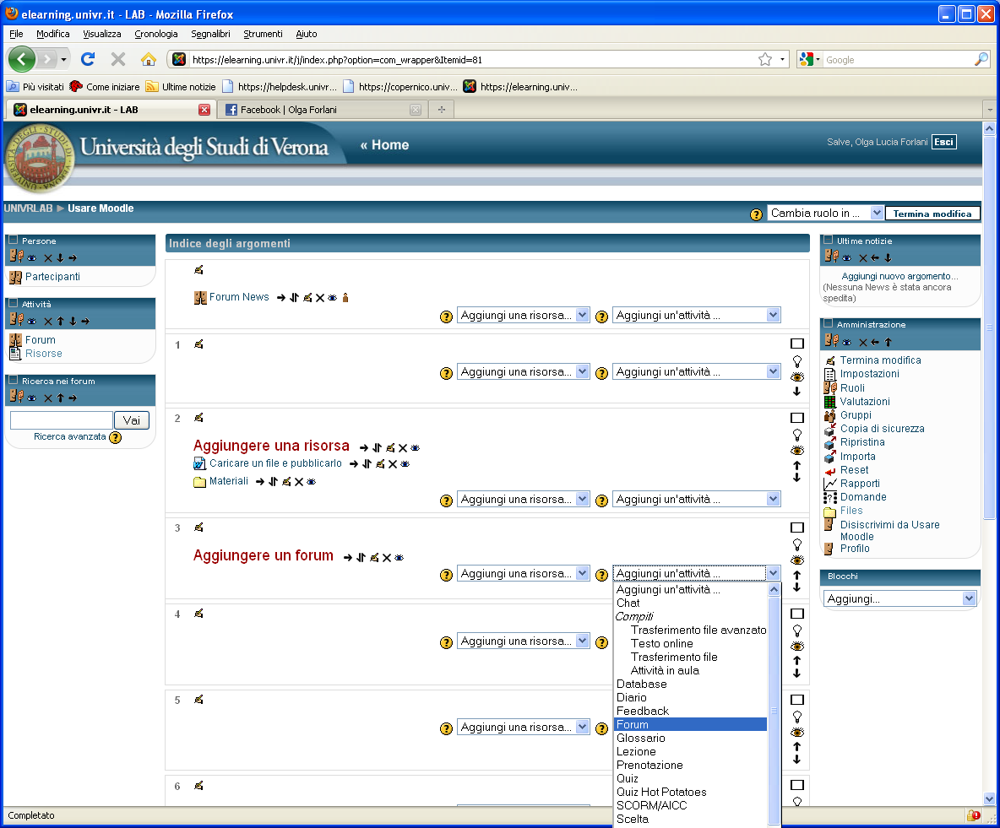 elearning.univr.it - LAB - Mozilla Firefox
File Modifica Visualizza Cronologia Segnalibri Strumenti Aiuto
https://elearning.univr.it/j/index.php?option=com_wrapper&Itemid=81 Google
Più visitati Come iniziare Ultime notizie https://helpdesk.univr... https://copernico.univ... https://elearning.univ...
elearning.univr.it - LAB Facebook | Olga Forlani
Università degli Studi di Verona « Home Salve, Olga Lucia Forlani Esci
UNIVRLAB ► Usare Moodle Cambia ruolo in ... Termina modifica
Persone
Partecipanti
Attività
Forum
Risorse
Ricerca nei forum
Vai
Ricerca avanzata
Indice degli argomenti
Forum News
Aggiungi una risorsa... Aggiungi un'attività ...
1
Aggiungi una risorsa... Aggiungi un'attività ...
2
Aggiungere una risorsa
Caricare un file e pubblicarlo
Materiali
Aggiungi una risorsa... Aggiungi un'attività ...
3
Aggiungere un forum
Aggiungi una risorsa... Aggiungi un'attività ...
Aggiungi un'attività ...
Chat
Compiti
Trasferimento file avanzato
Testo online
Trasferimento file
Attività in aula
Database
Diario
Feedback
Forum
Glossario
Lezione
Prenotazione
Quiz
Quiz Hot Potatoes
SCORM/AICC
Scelta
4
Aggiungi una risorsa...
5
Aggiungi una risorsa...
6
Ultime notizie
Aggiungi nuovo argomento...
(Nessuna News è stata ancora
spedita)
Amministrazione
Termina modifica
Impostazioni
Ruoli
Valutazioni
Gruppi
Copia di sicurezza
Ripristina
Importa
Reset
Rapporti
Domande
Files
Disiscrivimi da Usare
Moodle
Profilo
Blocchi
Aggiungi...
Completato